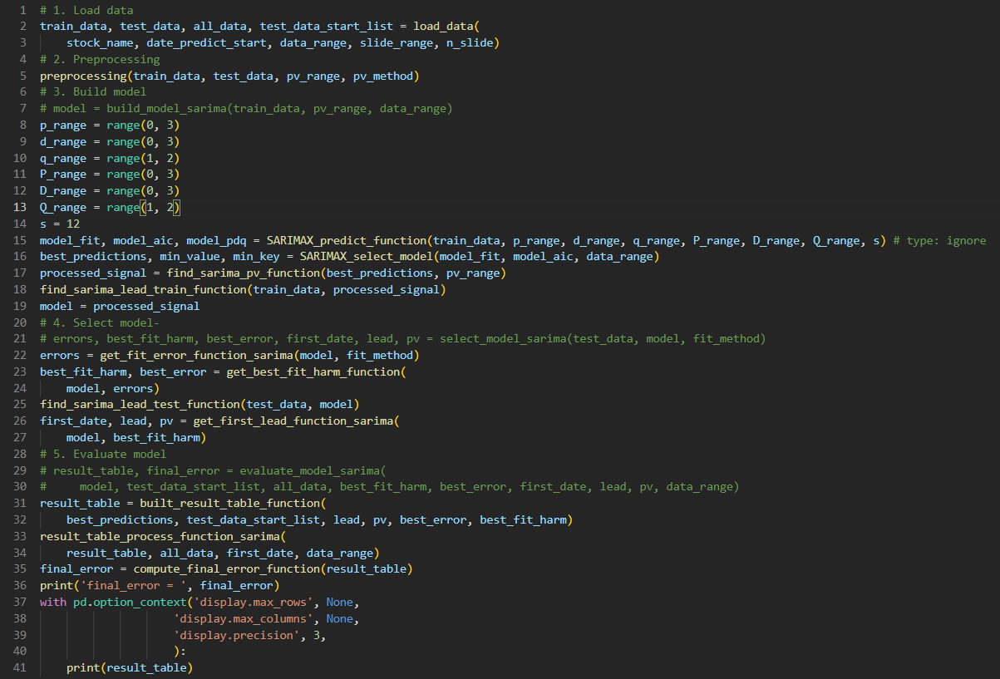 1 # 1. Load data
2 train_data, test_data, all_data, test_data_start_list = load_data(
3     stock_name, date_predict_start, data_range, slide_range, n_slide)
4 # 2. Preprocessing
5 preprocessing(train_data, test_data, pv_range, pv_method)
6 # 3. Build model
7 # model = build_model_sarima(train_data, pv_range, data_range)
8 p_range = range(0, 3)
9 d_range = range(0, 3)
10 q_range = range(1, 2)
11 P_range = range(0, 3)
12 D_range = range(0, 3)
13 Q_range = range(1, 2)
14 s = 12
15 model_fit, model_aic, model_pdq = SARIMAX_predict_function(train_data, p_range, d_range, q_range, P_range, D_range, Q_range, s) # type: ignore
16 best_predictions, min_value, min_key = SARIMAX_select_model(model_fit, model_aic, data_range)
17 processed_signal = find_sarima_pv_function(best_predictions, pv_range)
18 find_sarima_lead_train_function(train_data, processed_signal)
19 model = processed_signal
20 # 4. Select model-
21 # errors, best_fit_harm, best_error, first_date, lead, pv = select_model_sarima(test_data, model, fit_method)
22 errors = get_fit_error_function_sarima(model, fit_method)
23 best_fit_harm, best_error = get_best_fit_harm_function(
24     model, errors)
25 find_sarima_lead_test_function(test_data, model)
26 first_date, lead, pv = get_first_lead_function_sarima(
27     model, best_fit_harm)
28 # 5. Evaluate model
29 # result_table, final_error = evaluate_model_sarima(
30 #     model, test_data_start_list, all_data, best_fit_harm, best_error, first_date, lead, pv, data_range)
31 result_table = built_result_table_function(
32     best_predictions, test_data_start_list, lead, pv, best_error, best_fit_harm)
33 result_table_process_function_sarima(
34     result_table, all_data, first_date, data_range)
35 final_error = compute_final_error_function(result_table)
36 print('final_error = ', final_error)
37 with pd.option_context('display.max_rows', None,
38                     'display.max_columns', None,
39                     'display.precision', 3,
40                     ):
41     print(result_table)